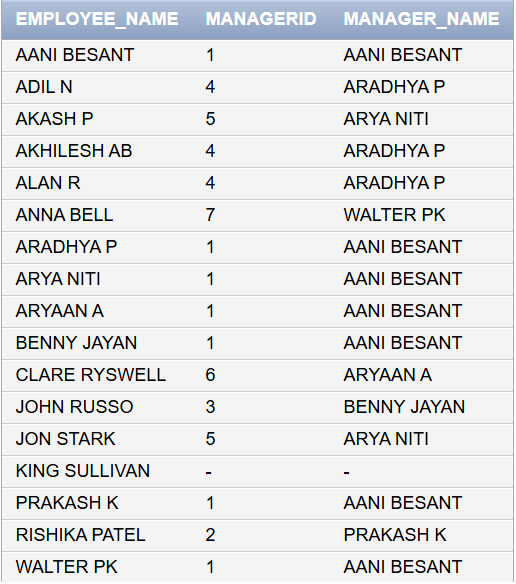 EMPLOYEE_NAME MANAGERID MANAGER_NAME
AANI BESANT 1 AANI BESANT
ADIL N 4 ARADHYA P
AKASH P 5 ARYA NITI
AKHILESH AB 4 ARADHYA P
ALAN R 4 ARADHYA P
ANNA BELL 7 WALTER PK
ARADHYA P 1 AANI BESANT
ARYA NITI 1 AANI BESANT
ARYAAN A 1 AANI BESANT
BENNY JAYAN 1 AANI BESANT
CLARE RYSWELL 6 ARYAAN A
JOHN RUSSO 3 BENNY JAYAN
JON STARK 5 ARYA NITI
KING SULLIVAN - -
PRAKASH K 1 AANI BESANT
RISHIKA PATEL 2 PRAKASH K
WALTER PK 1 AANI BESANT